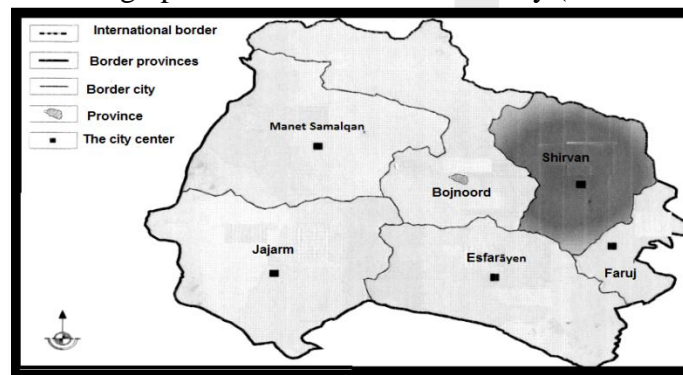 International border
Border provinces
Border city
Province
The city center
Manet Samalqan
Shirvan
Bojnoord
Jajarm
Esfarāyen
Faruj